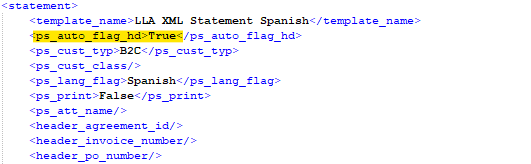 <statement>
<template_name>LLA XML Statement Spanish</template_name>
<ps_auto_flag_hd>True</ps_auto_flag_hd>
<ps_cust_typ>B2C</ps_cust_typ>
<ps_cust_class/>
<ps_lang_flag>Spanish</ps_lang_flag>
<ps_print>False</ps_print>
<ps_att_name/>
<header_agreement_id/>
<header_invoice_number/>
<header_po_number/>